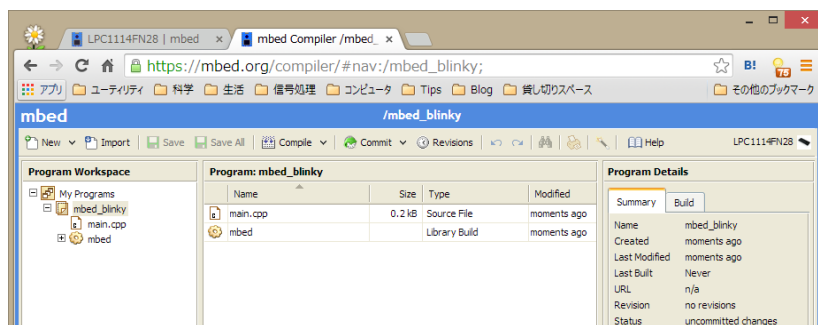 LPC1114FN28 | mbed × mbed Compiler /mbed_ ×
https://mbed.org/compiler/#nav:/mbed_blinky; B! 75
アプリ ユーティリティ 科学 生活 信号処理 コンピュータ Tips Blog 貸し切りスペース その他のブックマーク
mbed /mbed_blinky
New Import Save Save All Compile Commit Revisions Help LPC1114FN28
Program Workspace
My Programs
mbed_blinky
main.cpp
mbed
Program: mbed_blinky
Name Size Type Modified
main.cpp 0.2 kB Source File moments ago
mbed Library Build moments ago
Program Details
Summary Build
Name mbed_blinky
Created moments ago
Last Modified moments ago
Last Built Never
URL n/a
Revision no revisions
Status uncommitted changes